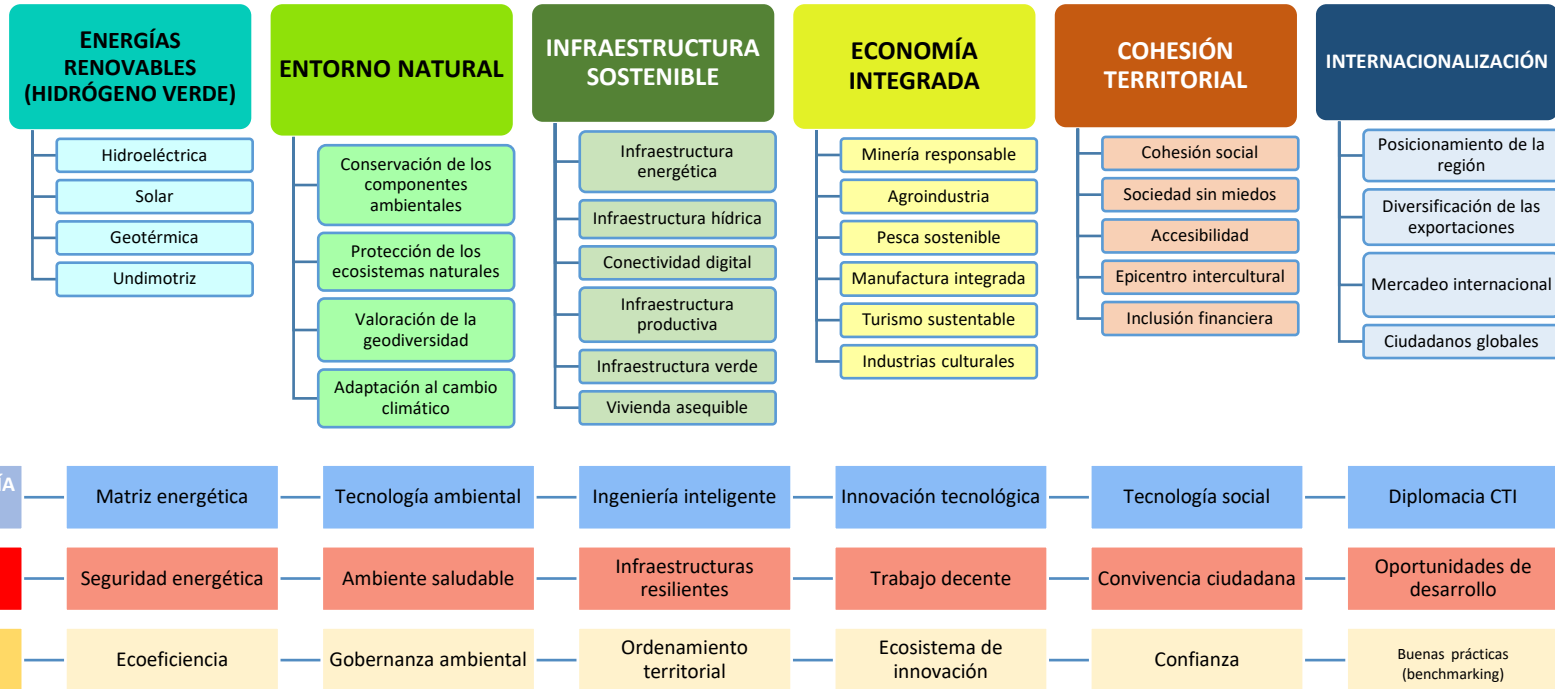 ENERGÍAS
RENOVABLES
(HIDRÓGENO VERDE)
Hidroeléctrica
Solar
Geotérmica
Undimotriz
ENTORNO NATURAL
Conservación de los
componentes
ambientales
Protección de los
ecosistemas naturales
Valoración de la
geodiversidad
Adaptación al cambio
climático
INFRAESTRUCTURA
SOSTENIBLE
Infraestructura
energética
Infraestructura hídrica
Conectividad digital
Infraestructura
productiva
Infraestructura verde
Vivienda asequible
ECONOMÍA
INTEGRADA
Minería responsable
Agroindustria
Pesca sostenible
Manufactura integrada
Turismo sustentable
Industrias culturales
COHESIÓN
TERRITORIAL
Cohesión social
Sociedad sin miedos
Accesibilidad
Epicentro intercultural
Inclusión financiera
INTERNACIONALIZACIÓN
Posicionamiento de la
región
Diversificación de las
exportaciones
Mercadeo internacional
Ciudadanos globales
ÍA
Matriz energética
Tecnología ambiental
Ingeniería inteligente
Innovación tecnológica
Tecnología social
Diplomacia CTI
Seguridad energética
Ambiente saludable
Infraestructuras
resilientes
Trabajo decente
Convivencia ciudadana
Oportunidades de
desarrollo
Ecoeficiencia
Gobernanza ambiental
Ordenamiento
territorial
Ecosistema de
innovación
Confianza
Buenas prácticas
(benchmarking)